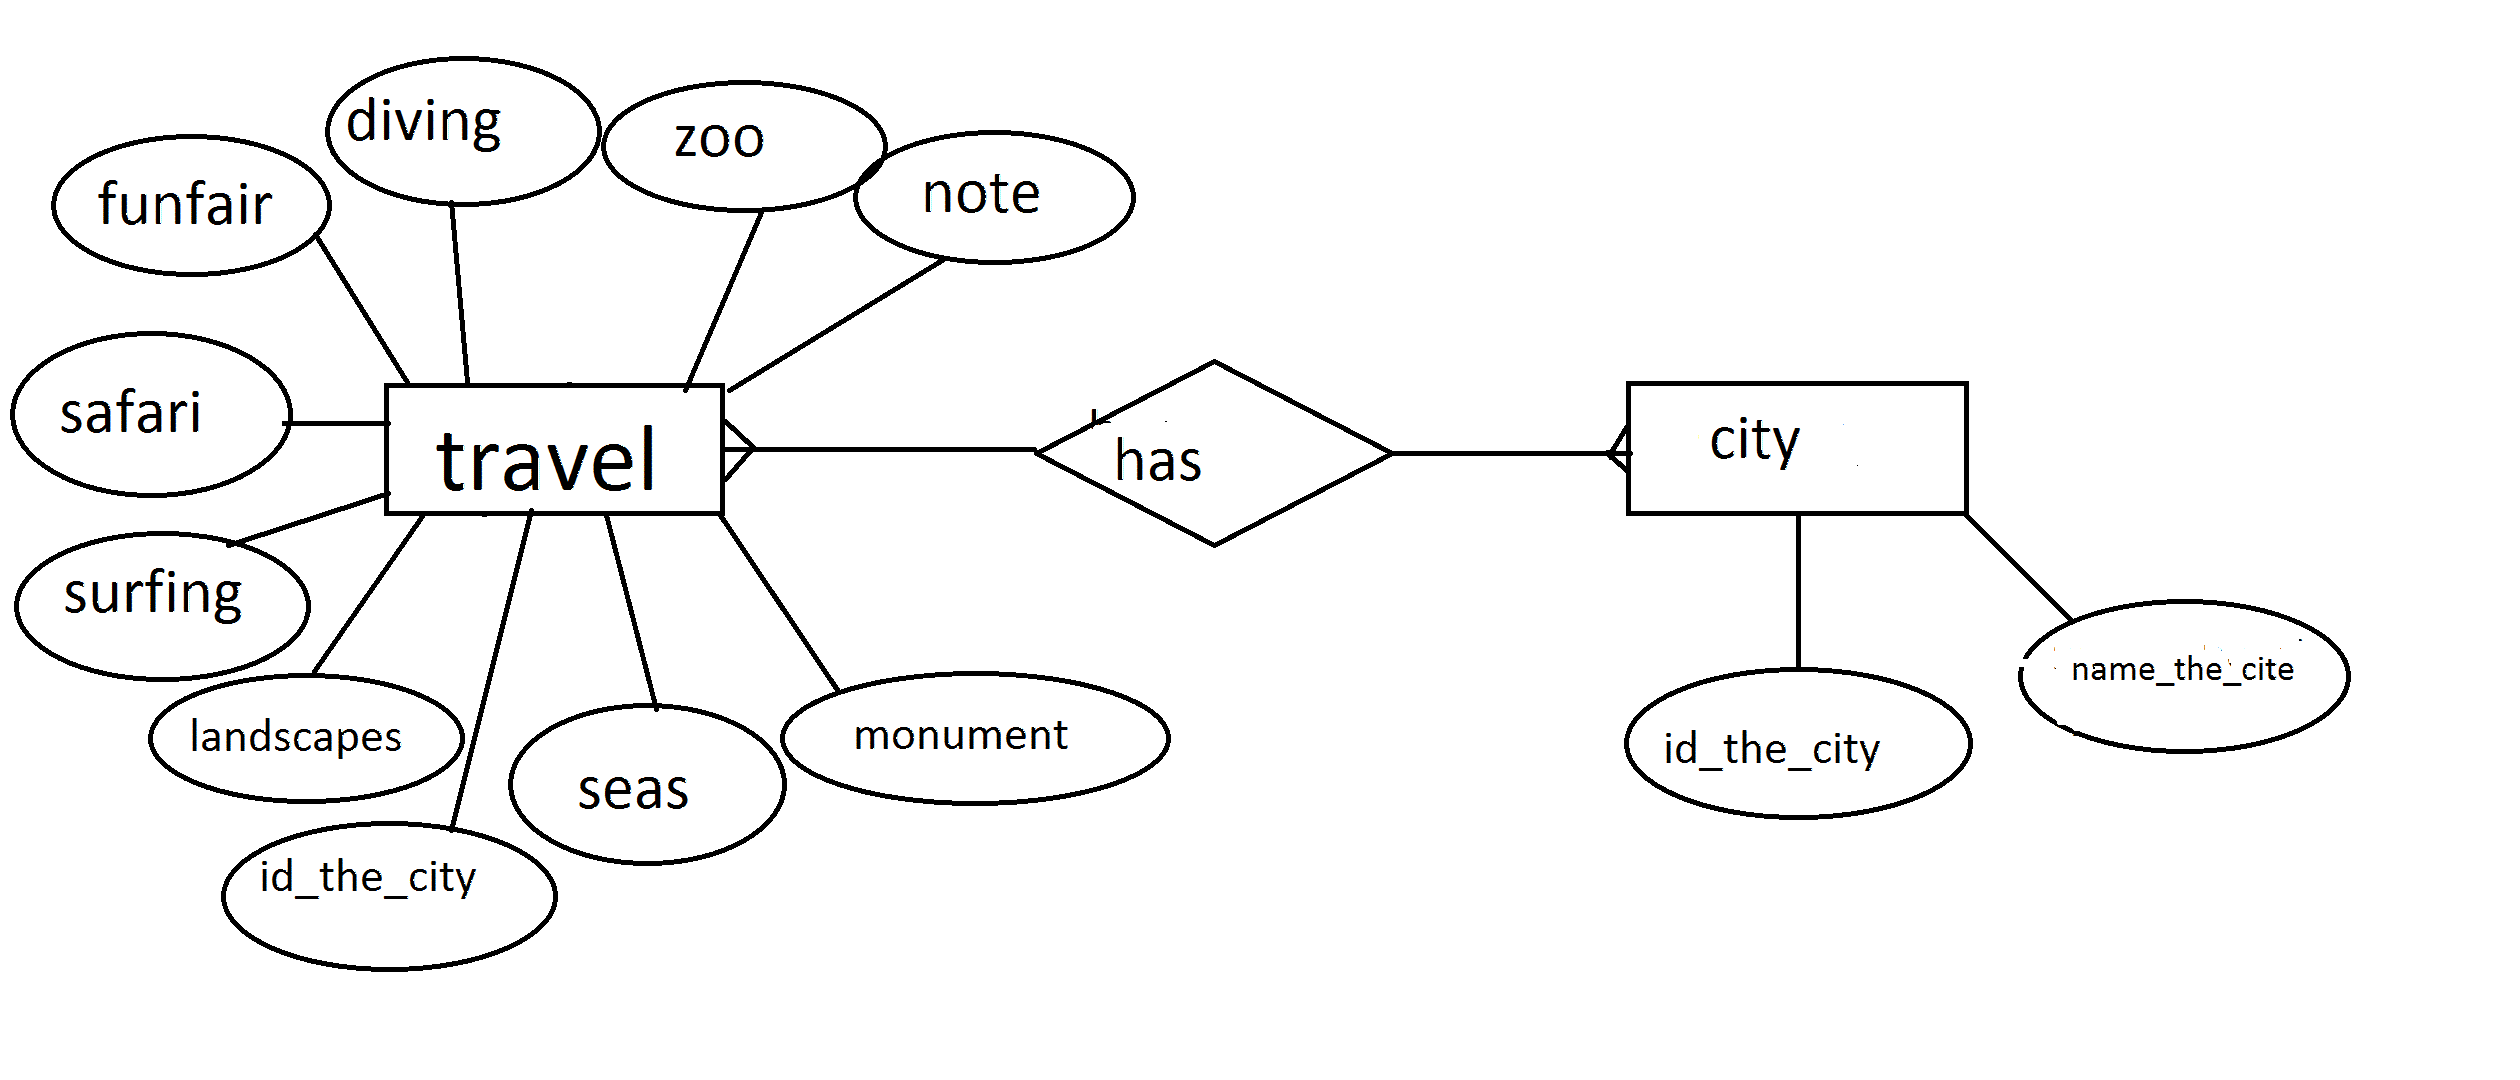 diving
zoo
note
funfair
safari
travel
has
city
surfing
landscapes
seas
monument
id_the_city
id_the_city
name_the_cite